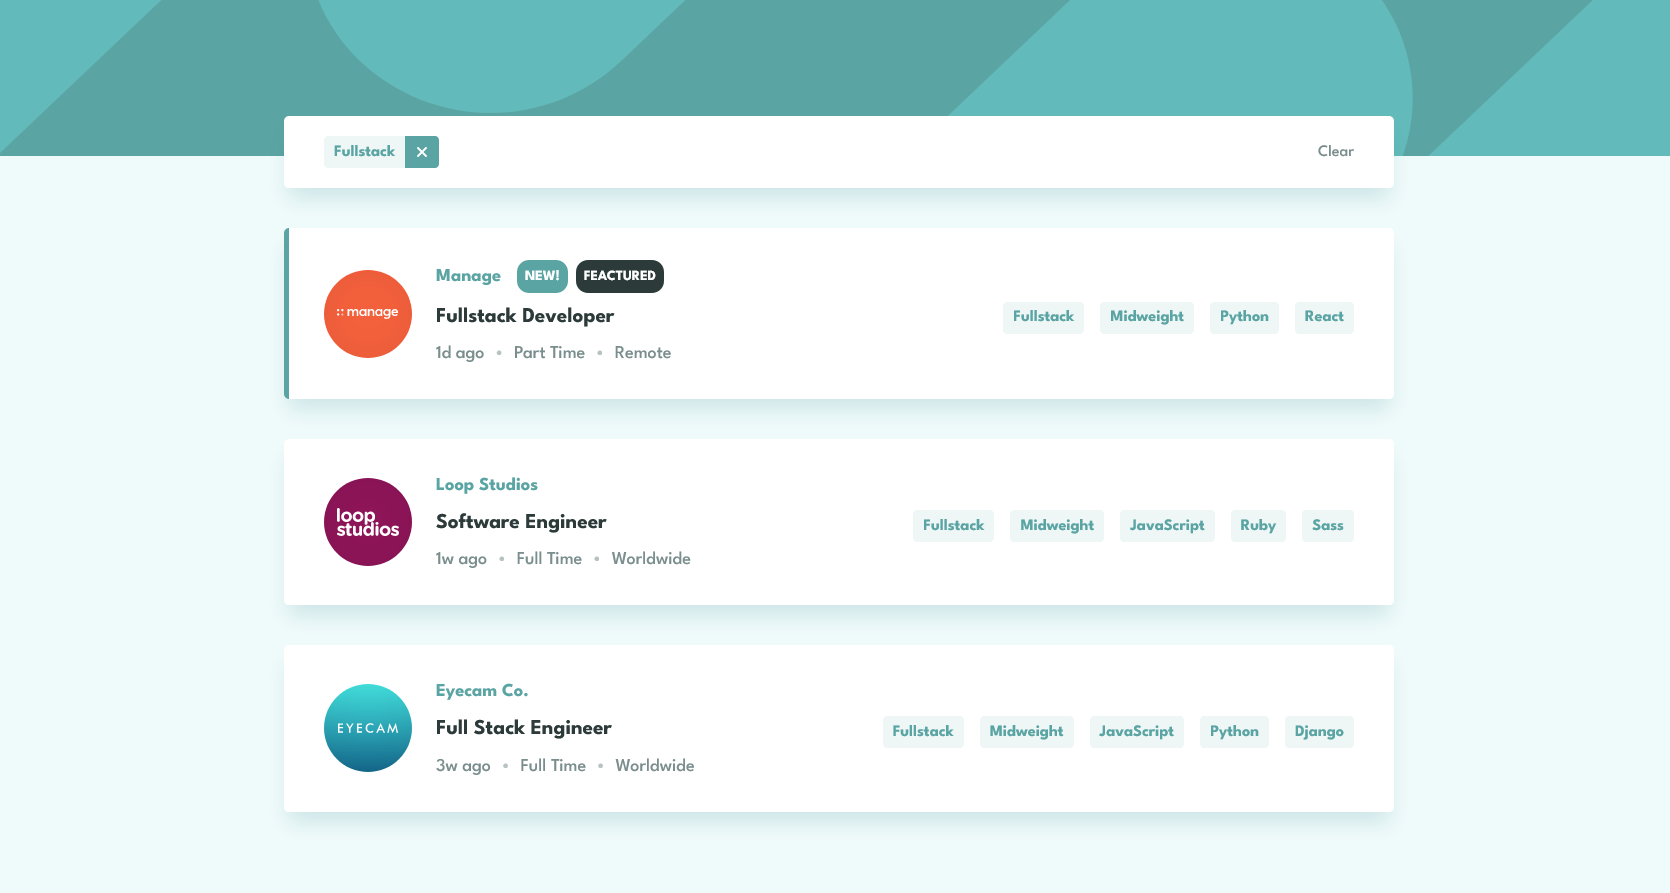 Fullstack ✕ Clear
Manage NEW! FEACTURED
:: manage
Fullstack Developer
Fullstack Midweight Python React
1d ago • Part Time • Remote
Loop Studios
loop
studios
Software Engineer
Fullstack Midweight JavaScript Ruby Sass
1w ago • Full Time • Worldwide
Eyecam Co.
EYECAM
Full Stack Engineer
Fullstack Midweight JavaScript Python Django
3w ago • Full Time • Worldwide